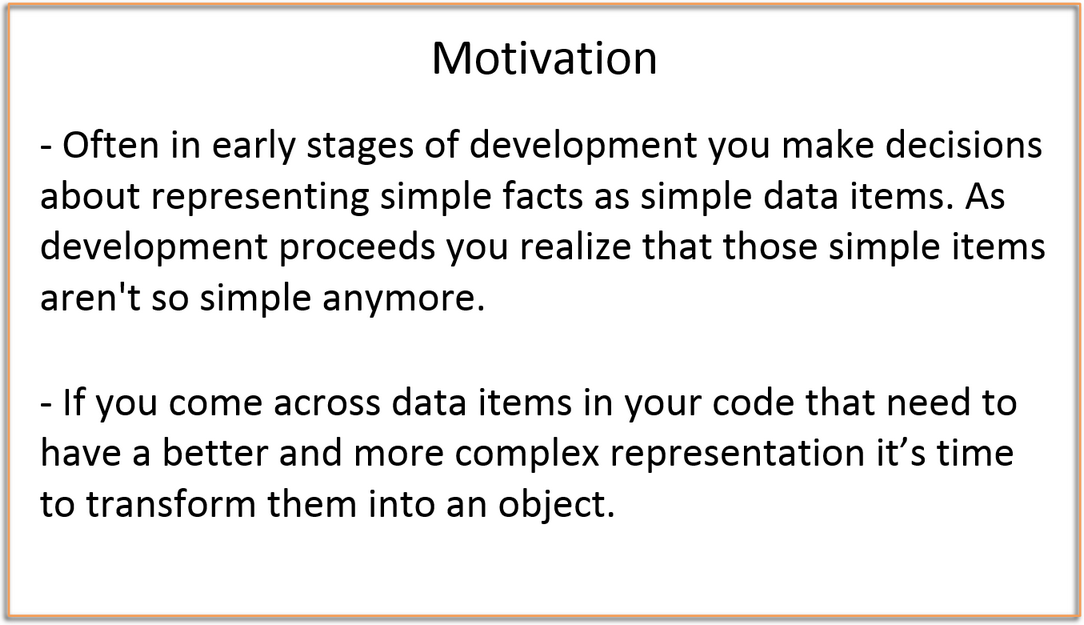 Motivation
- Often in early stages of development you make decisions
about representing simple facts as simple data items. As
development proceeds you realize that those simple items
aren't so simple anymore.
- If you come across data items in your code that need to
have a better and more complex representation it’s time
to transform them into an object.